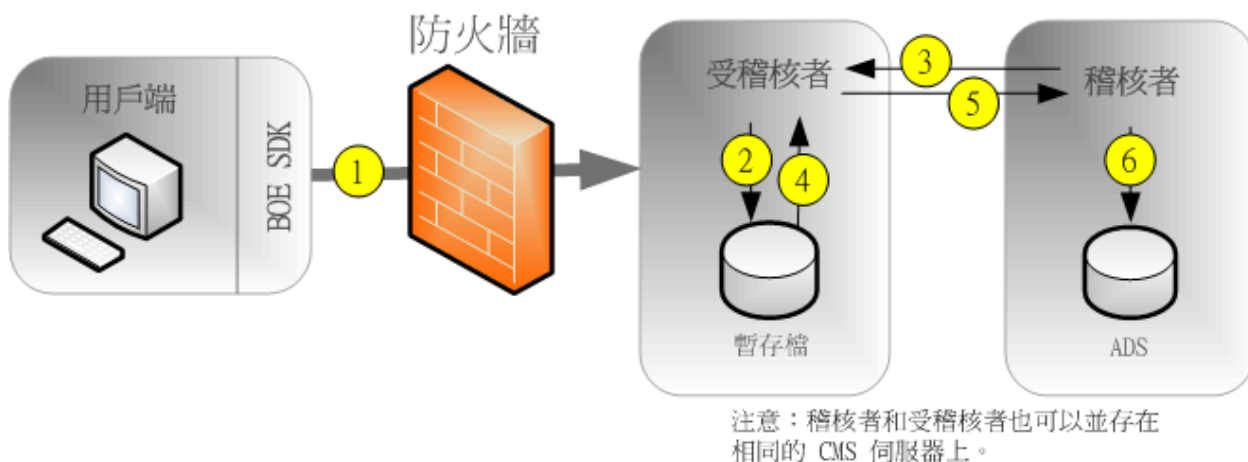 防火牆
用戶端
BOE SDK
1
受稽核者
3
5
稽核者
2
4
6
暫存檔
ADS
注意：稽核者和受稽核者也可以並存在
相同的 CMS 伺服器上。